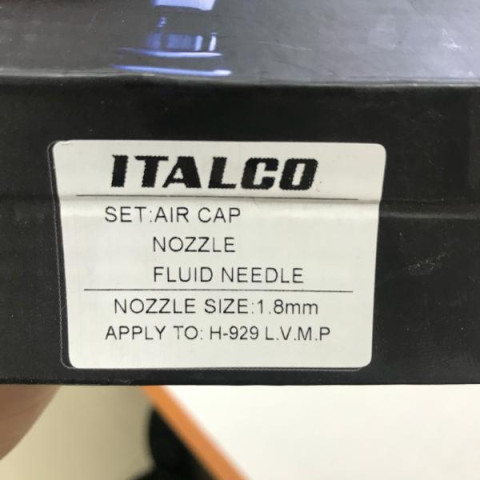 ITALCO
SET:AIR CAP
NOZZLE
FLUID NEEDLE
NOZZLE SIZE:1.8mm
APPLY TO: H-929 L.V.M.P